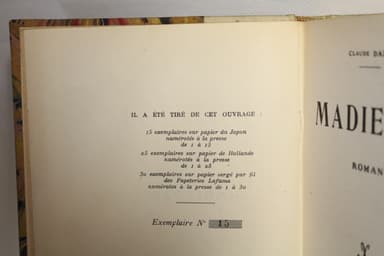 IL A ÉTÉ TIRÉ DE CET OUVRAGE :
15 exemplaires sur papier du Japon
numérotés à la presse
de 1 à 15
25 exemplaires sur papier de Hollande
numérotés à la presse
de 1 à 25
30 exemplaires sur papier vergé par fil
des Papeteries Lafuma
numérotés à la presse de 1 à 30
Exemplaire N° 15
CLAUDE
MADIE
ROMAN